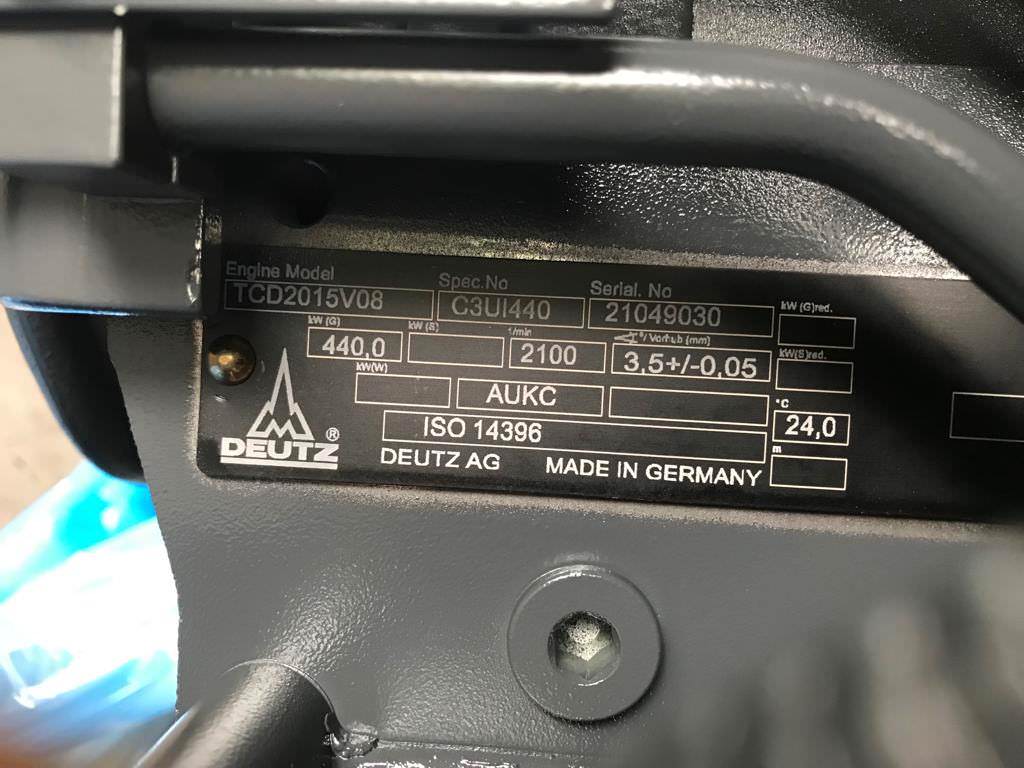 Engine Model Spec.No Serial. No kW (G)red.
TCD2015V08 C3UI440 21049030
kW (G) kW (S) 1/min kW(S)red.
440,0 2100 3,5+/-0,05
kW(W) °C
AUKC 24,0
ISO 14396 m
DEUTZ® DEUTZ AG MADE IN GERMANY